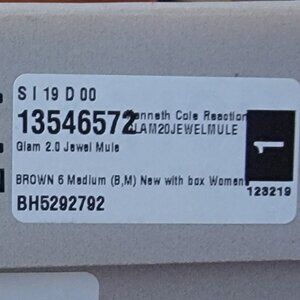 S I 19 D 00
13546572
Kenneth Cole Reaction
GLAM20JEWELMULE
Glam 2.0 Jewel Mule
1
BROWN 6 Medium (B,M) New with box Womens
123219
BH5292792